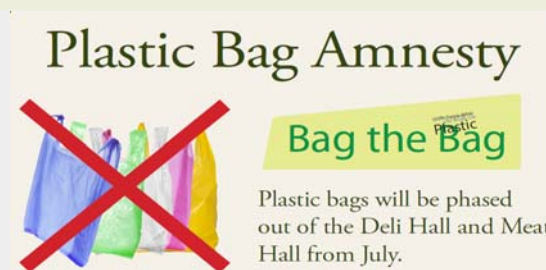 Plastic Bag Amnesty
Plastic
Bag the Bag
Plastic bags will be phased
out of the Deli Hall and Meat
Hall from July.